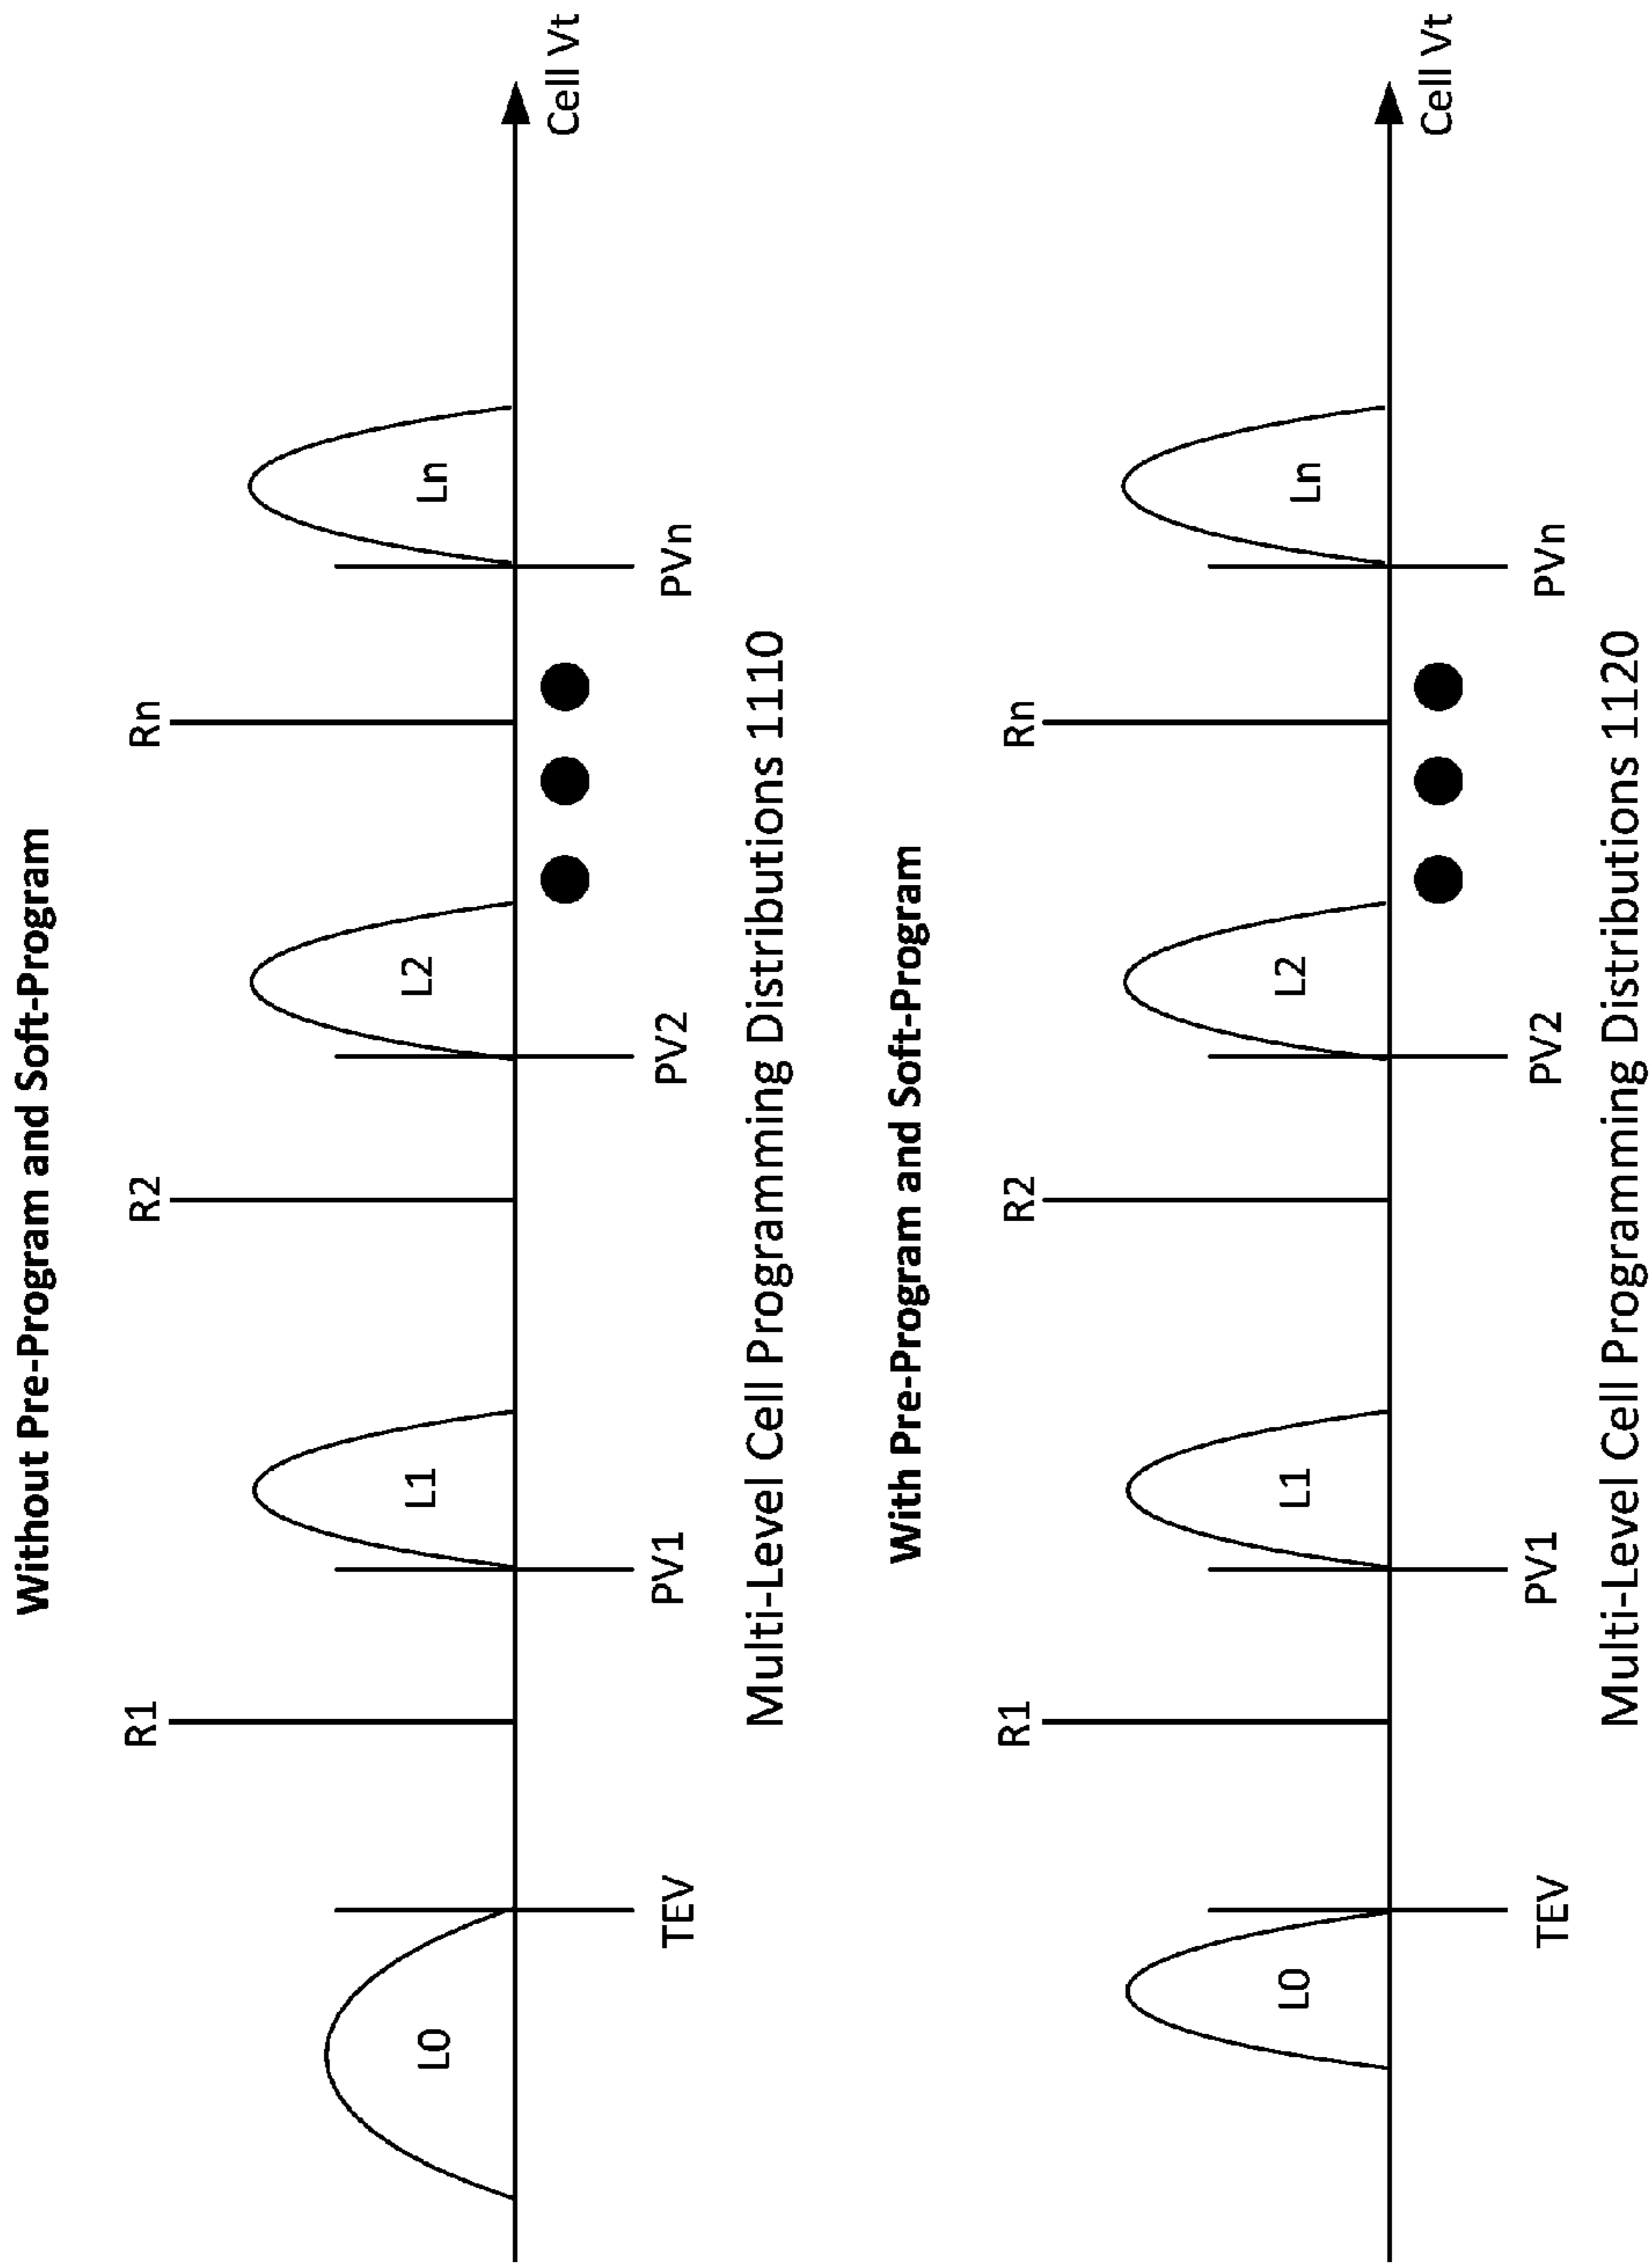 Without Pre-Program and Soft-Program
R1 R2 Rn
L0 L1 L2 Ln
Cell Vt
TEV PV1 PV2 PVn
Multi-Level Cell Programming Distributions 1110
With Pre-Program and Soft-Program
R1 R2 Rn
L0 L1 L2 Ln
Cell Vt
TEV PV1 PV2 PVn
Multi-Level Cell Programming Distributions 1120